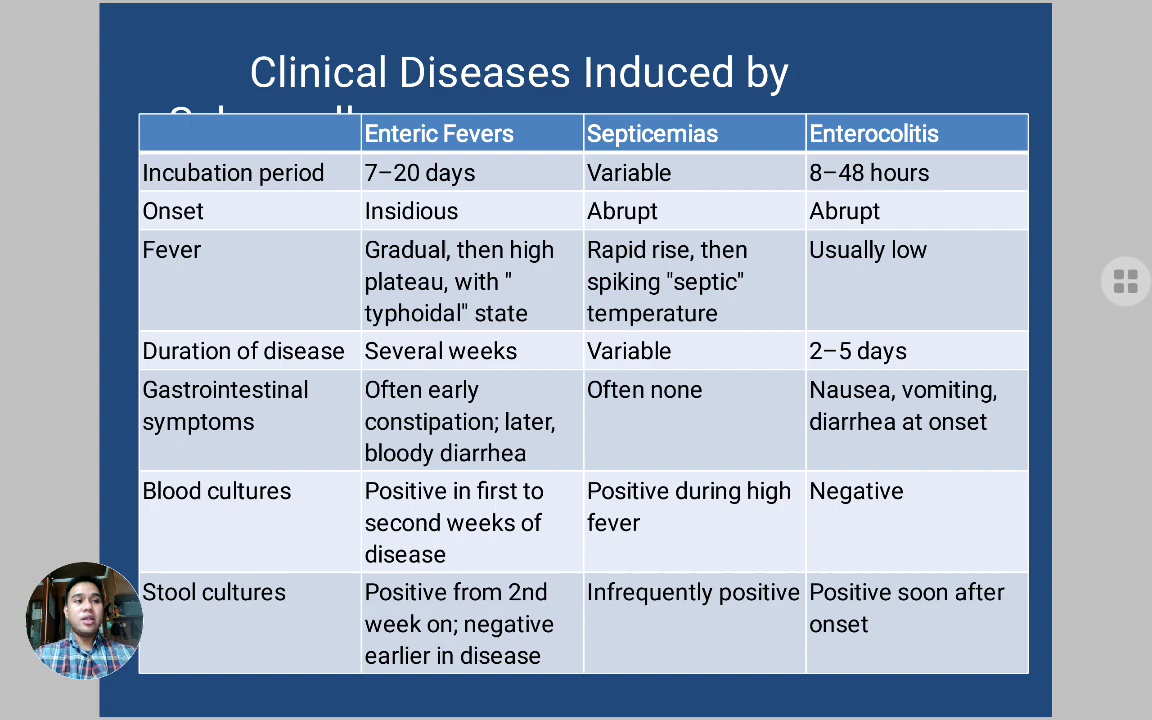 Clinical Diseases Induced by
Enteric Fevers Septicemias Enterocolitis
Incubation period 7–20 days Variable 8–48 hours
Onset Insidious Abrupt Abrupt
Fever Gradual, then high plateau, with " typhoidal" state Rapid rise, then spiking "septic" temperature Usually low
Duration of disease Several weeks Variable 2–5 days
Gastrointestinal symptoms Often early constipation; later, bloody diarrhea Often none Nausea, vomiting, diarrhea at onset
Blood cultures Positive in first to second weeks of disease Positive during high fever Negative
Stool cultures Positive from 2nd week on; negative earlier in disease Infrequently positive Positive soon after onset